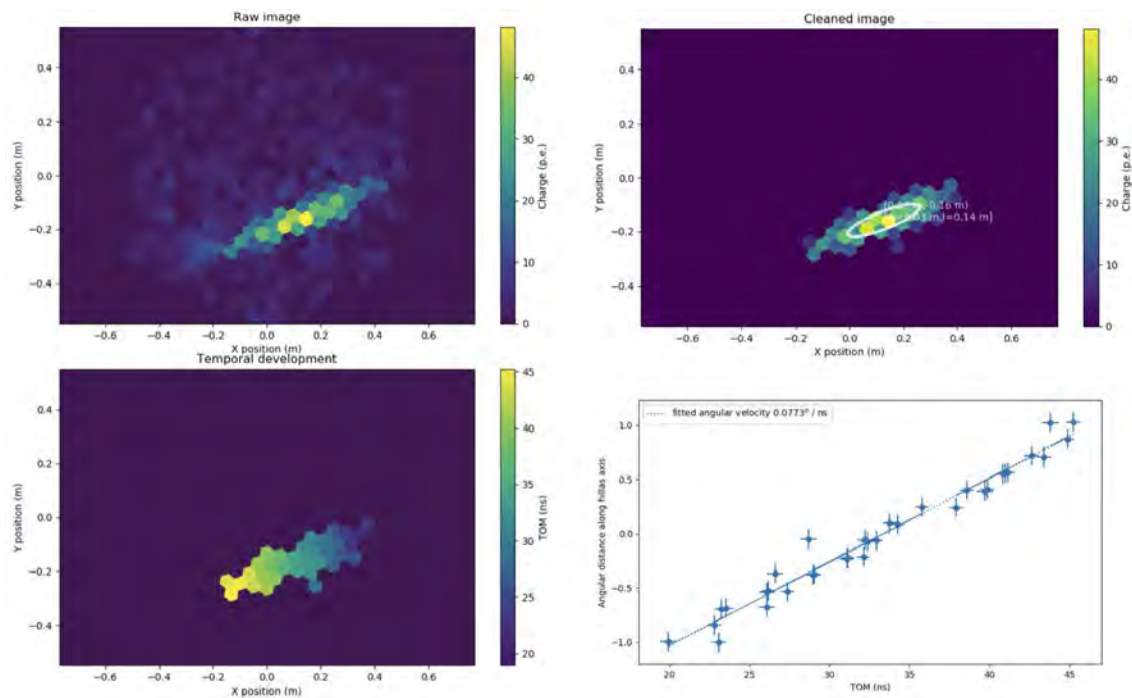 Raw image
Y position (m)
0.4
0.2
0.0
−0.2
−0.4
−0.6 −0.4 −0.2 0.0 0.2 0.4 0.6
X position (m)
40
30
20
10
0
Charge (p.e.)
Cleaned image
Y position (m)
0.4
0.2
0.0
−0.2
−0.4
−0.16 m)
m,l=0.14 m]
−0.6 −0.4 −0.2 0.0 0.2 0.4 0.6
X position (m)
40
30
20
10
0
Charge (p.e.)
Temporal development
Y position (m)
0.4
0.2
0.0
−0.2
−0.4
−0.6 −0.4 −0.2 0.0 0.2 0.4 0.6
X position (m)
45
40
35
30
25
20
TOM (ns)
fitted angular velocity 0.0773⁰ / ns
Angular distance along hillas axis
1.0
0.5
0.0
−0.5
−1.0
20 25 30 35 40 45
TOM (ns)